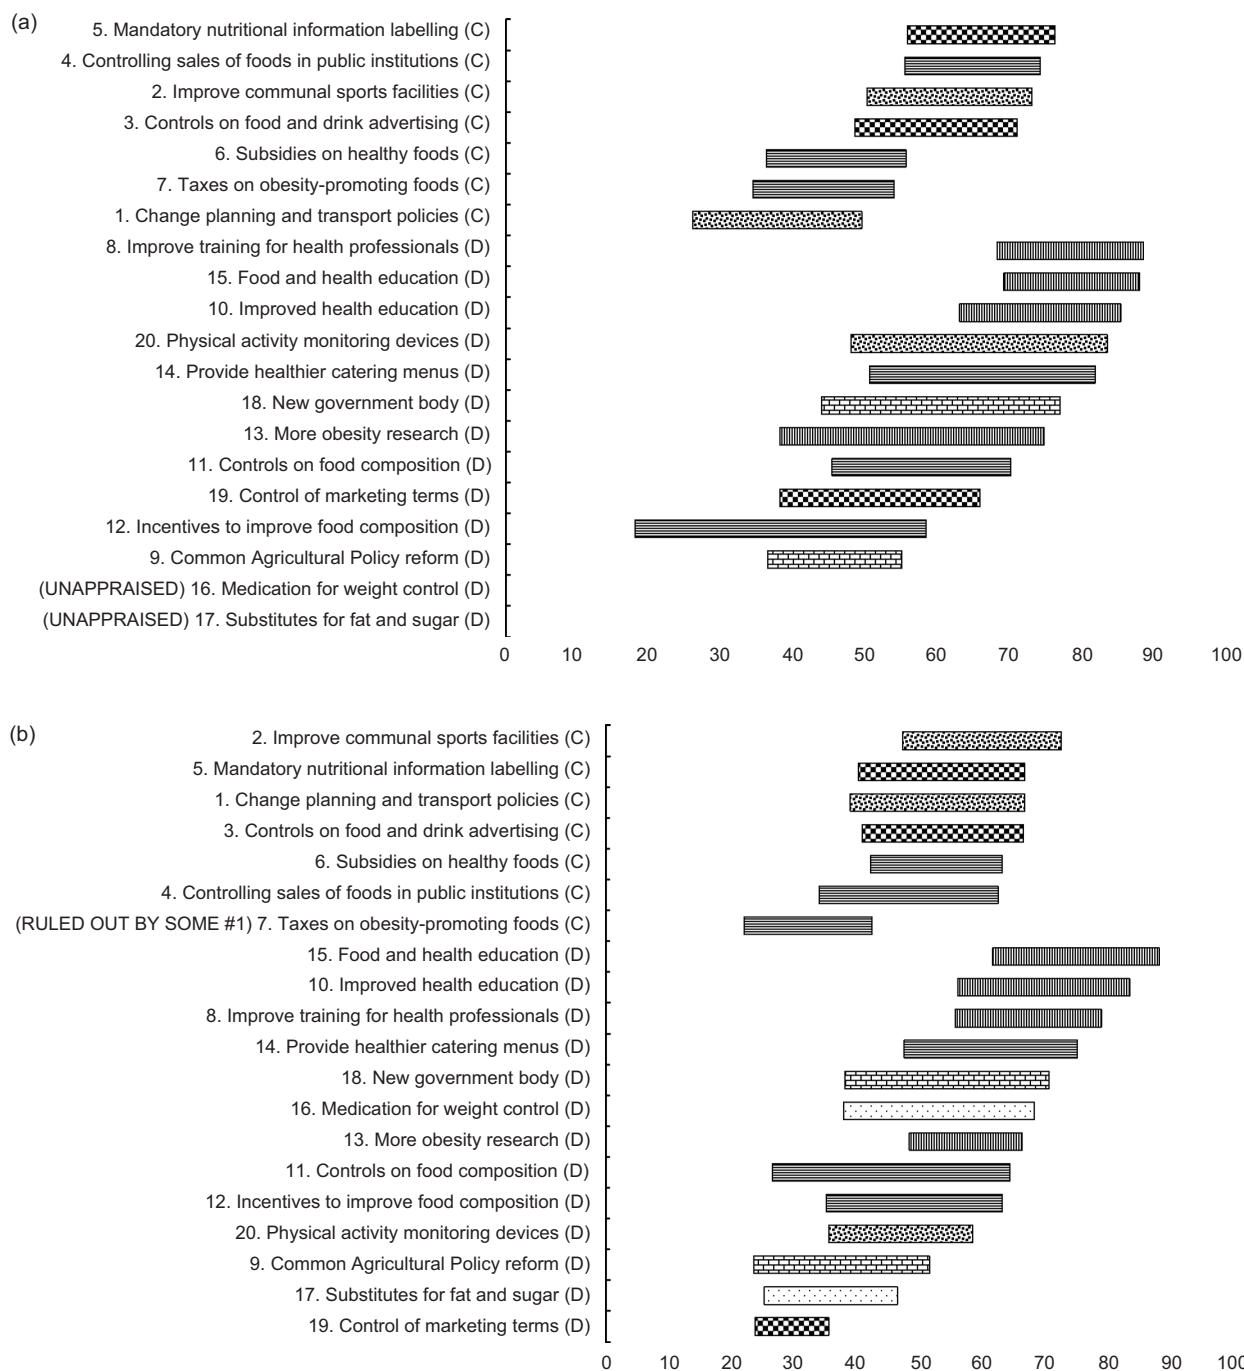 (a)
5. Mandatory nutritional information labelling (C)
4. Controlling sales of foods in public institutions (C)
2. Improve communal sports facilities (C)
3. Controls on food and drink advertising (C)
6. Subsidies on healthy foods (C)
7. Taxes on obesity-promoting foods (C)
1. Change planning and transport policies (C)
8. Improve training for health professionals (D)
15. Food and health education (D)
10. Improved health education (D)
20. Physical activity monitoring devices (D)
14. Provide healthier catering menus (D)
18. New government body (D)
13. More obesity research (D)
11. Controls on food composition (D)
19. Control of marketing terms (D)
12. Incentives to improve food composition (D)
9. Common Agricultural Policy reform (D)
(UNAPPRAISED) 16. Medication for weight control (D)
(UNAPPRAISED) 17. Substitutes for fat and sugar (D)
0 10 20 30 40 50 60 70 80 90 100
(b)
2. Improve communal sports facilities (C)
5. Mandatory nutritional information labelling (C)
1. Change planning and transport policies (C)
3. Controls on food and drink advertising (C)
6. Subsidies on healthy foods (C)
4. Controlling sales of foods in public institutions (C)
(RULED OUT BY SOME #1) 7. Taxes on obesity-promoting foods (C)
15. Food and health education (D)
10. Improved health education (D)
8. Improve training for health professionals (D)
14. Provide healthier catering menus (D)
18. New government body (D)
16. Medication for weight control (D)
13. More obesity research (D)
11. Controls on food composition (D)
12. Incentives to improve food composition (D)
20. Physical activity monitoring devices (D)
9. Common Agricultural Policy reform (D)
17. Substitutes for fat and sugar (D)
19. Control of marketing terms (D)
0 10 20 30 40 50 60 70 80 90 100